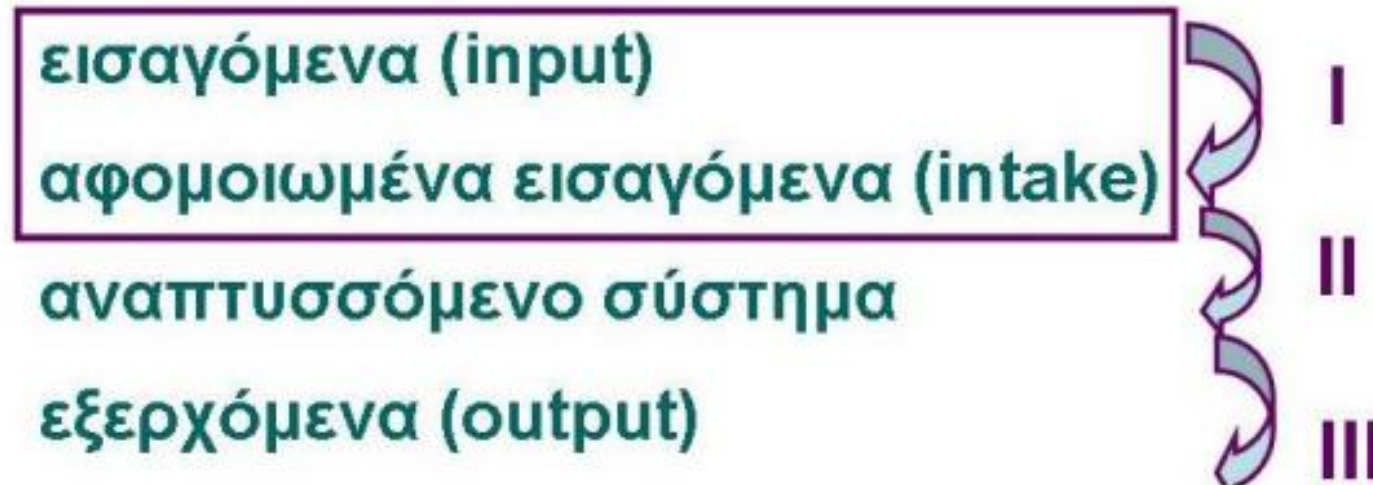 εισαγόμενα (input)
I
αφομοιωμένα εισαγόμενα (intake)
II
αναπτυσσόμενο σύστημα
εξερχόμενα (output)
III